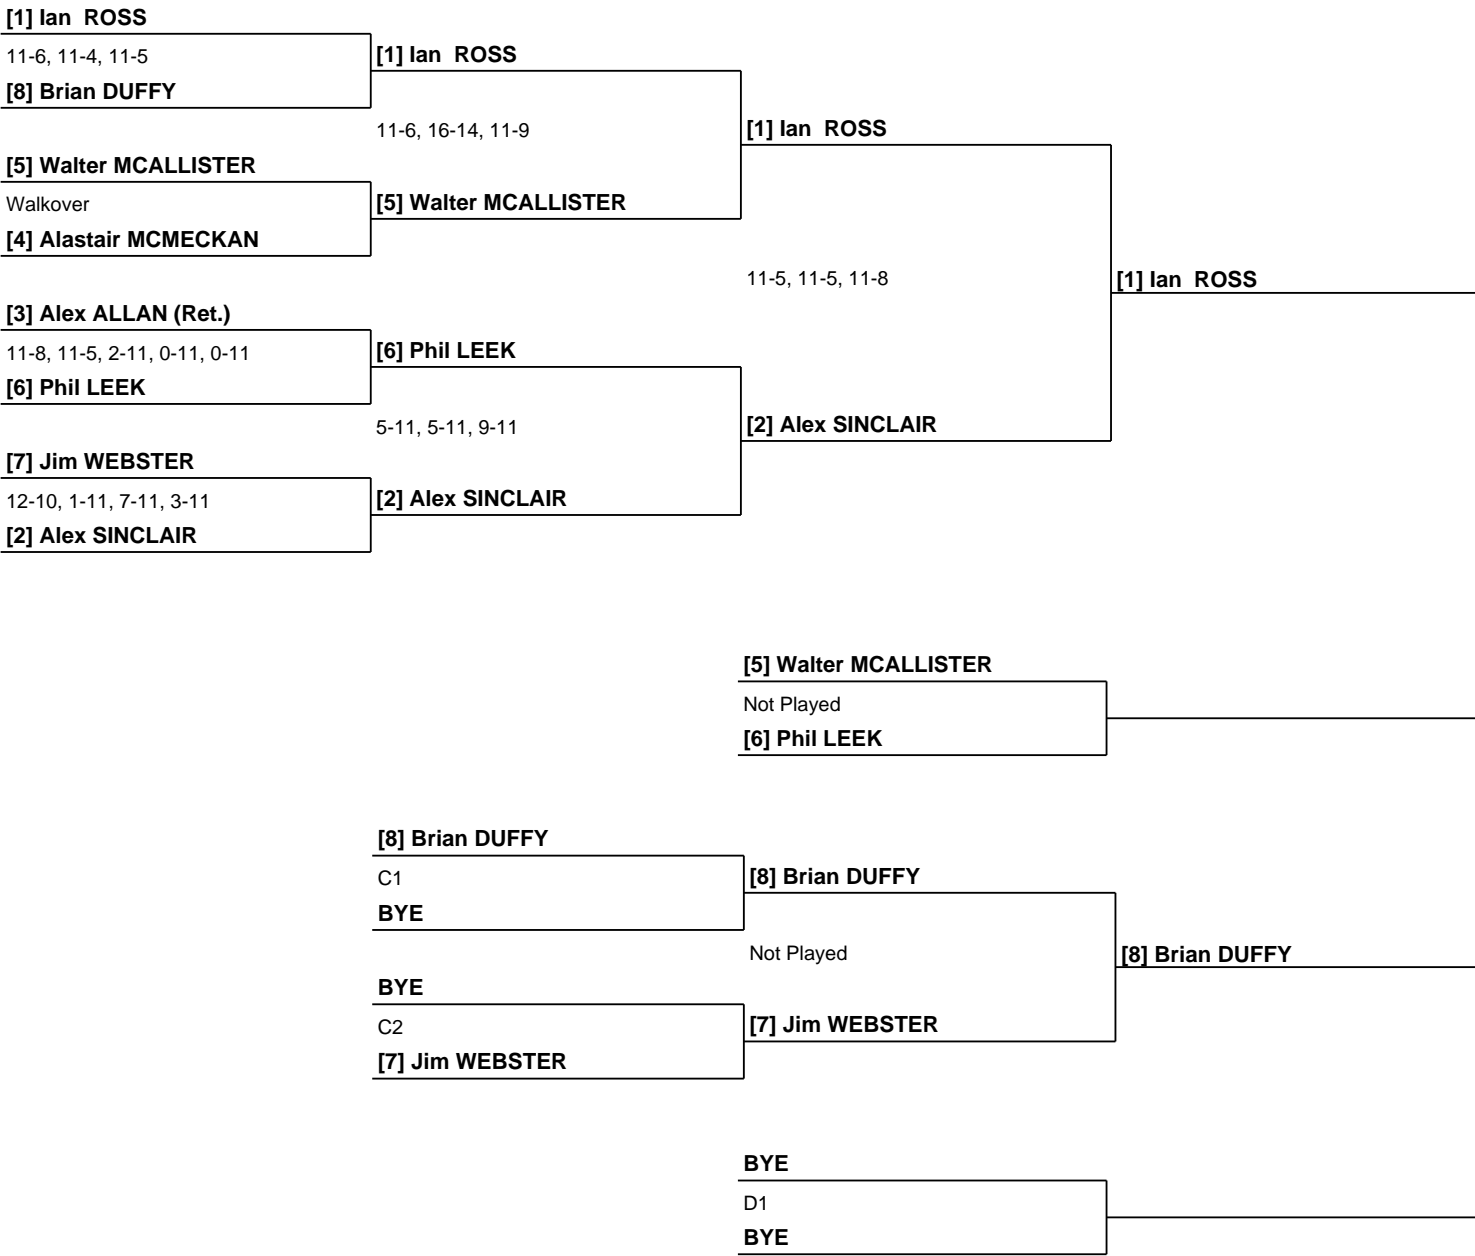 [1] Ian  ROSS
11-6, 11-4, 11-5
[1] Ian  ROSS
[8] Brian DUFFY
11-6, 16-14, 11-9
[1] Ian  ROSS
[5] Walter MCALLISTER
Walkover
[5] Walter MCALLISTER
[4] Alastair MCMECKAN
11-5, 11-5, 11-8
[1] Ian  ROSS
[3] Alex ALLAN (Ret.)
11-8, 11-5, 2-11, 0-11, 0-11
[6] Phil LEEK
[6] Phil LEEK
5-11, 5-11, 9-11
[2] Alex SINCLAIR
[7] Jim WEBSTER
12-10, 1-11, 7-11, 3-11
[2] Alex SINCLAIR
[2] Alex SINCLAIR
[5] Walter MCALLISTER
Not Played
[6] Phil LEEK
[8] Brian DUFFY
C1
[8] Brian DUFFY
BYE
Not Played
[8] Brian DUFFY
BYE
C2
[7] Jim WEBSTER
[7] Jim WEBSTER
BYE
D1
BYE